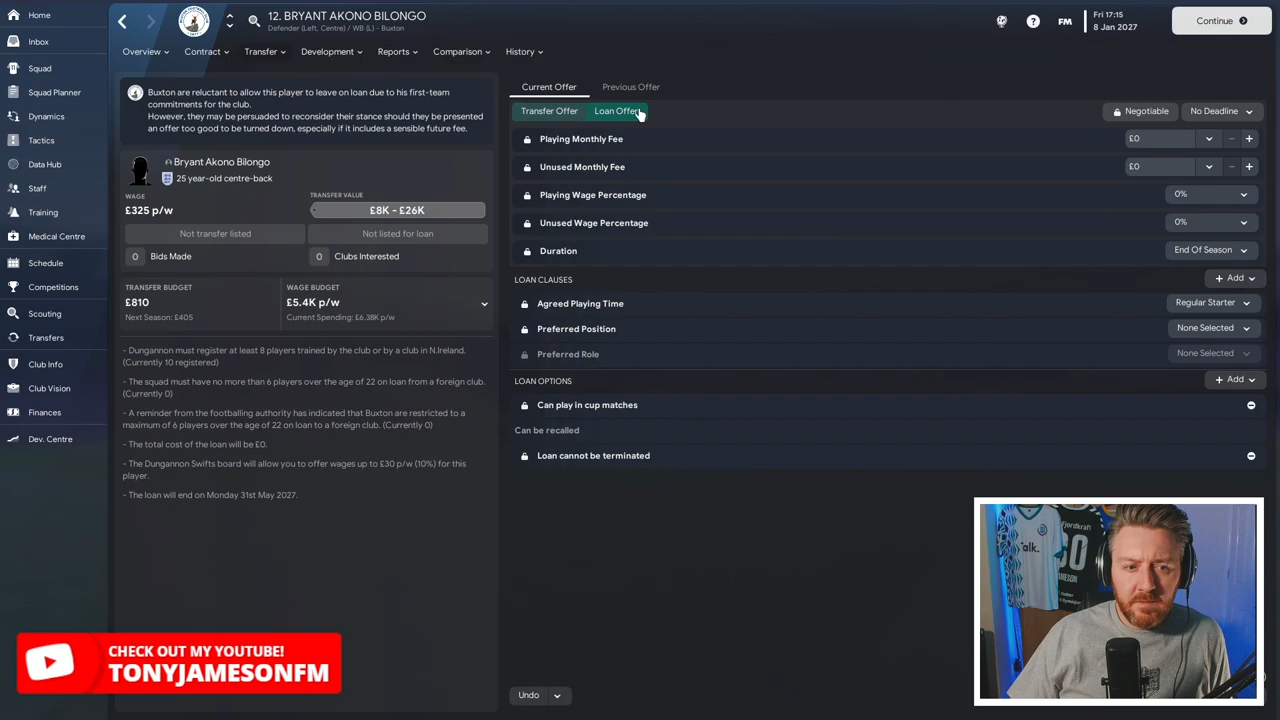 Home
Inbox
Squad
Squad Planner
Dynamics
Tactics
Data Hub
Staff
Training
Medical Centre
Schedule
Competitions
Scouting
Transfers
Club Info
Club Vision
Finances
Dev. Centre
12. BRYANT AKONO BILONGO
Defender (Left, Centre) / WB (L) - Buxton
FM
Fri 17:15
8 Jan 2027
Continue
Overview
Contract
Transfer
Development
Reports
Comparison
History
Buxton are reluctant to allow this player to leave on loan due to his first-team
commitments for the club.
However, they may be persuaded to reconsider their stance should they be presented
an offer too good to be turned down, especially if it includes a sensible future fee.
Bryant Akono Bilongo
25 year-old centre-back
WAGE
£325 p/w
TRANSFER VALUE
£8K - £26K
Not transfer listed
Not listed for loan
0 Bids Made
0 Clubs Interested
TRANSFER BUDGET
£810
Next Season: £405
WAGE BUDGET
£5.4K p/w
Current Spending: £6.38K p/w
- Dungannon must register at least 8 players trained by the club or by a club in N.Ireland.
(Currently 10 registered)
- The squad must have no more than 6 players over the age of 22 on loan from a foreign club.
(Currently 0)
- A reminder from the footballing authority has indicated that Buxton are restricted to a
maximum of 6 players over the age of 22 on loan to a foreign club. (Currently 0)
- The total cost of the loan will be £0.
- The Dungannon Swifts board will allow you to offer wages up to £30 p/w (10%) for this
player.
- The loan will end on Monday 31st May 2027.
Current Offer
Previous Offer
Transfer Offer
Loan Offer
Negotiable
No Deadline
Playing Monthly Fee
£0
Unused Monthly Fee
£0
Playing Wage Percentage
0%
Unused Wage Percentage
0%
Duration
End Of Season
LOAN CLAUSES
Add
Agreed Playing Time
Regular Starter
Preferred Position
None Selected
Preferred Role
None Selected
LOAN OPTIONS
Add
Can play in cup matches
Can be recalled
Loan cannot be terminated
Undo
CHECK OUT MY YOUTUBE!
TONYJAMESONFM
Talk.
fjordkraft
JAMESON